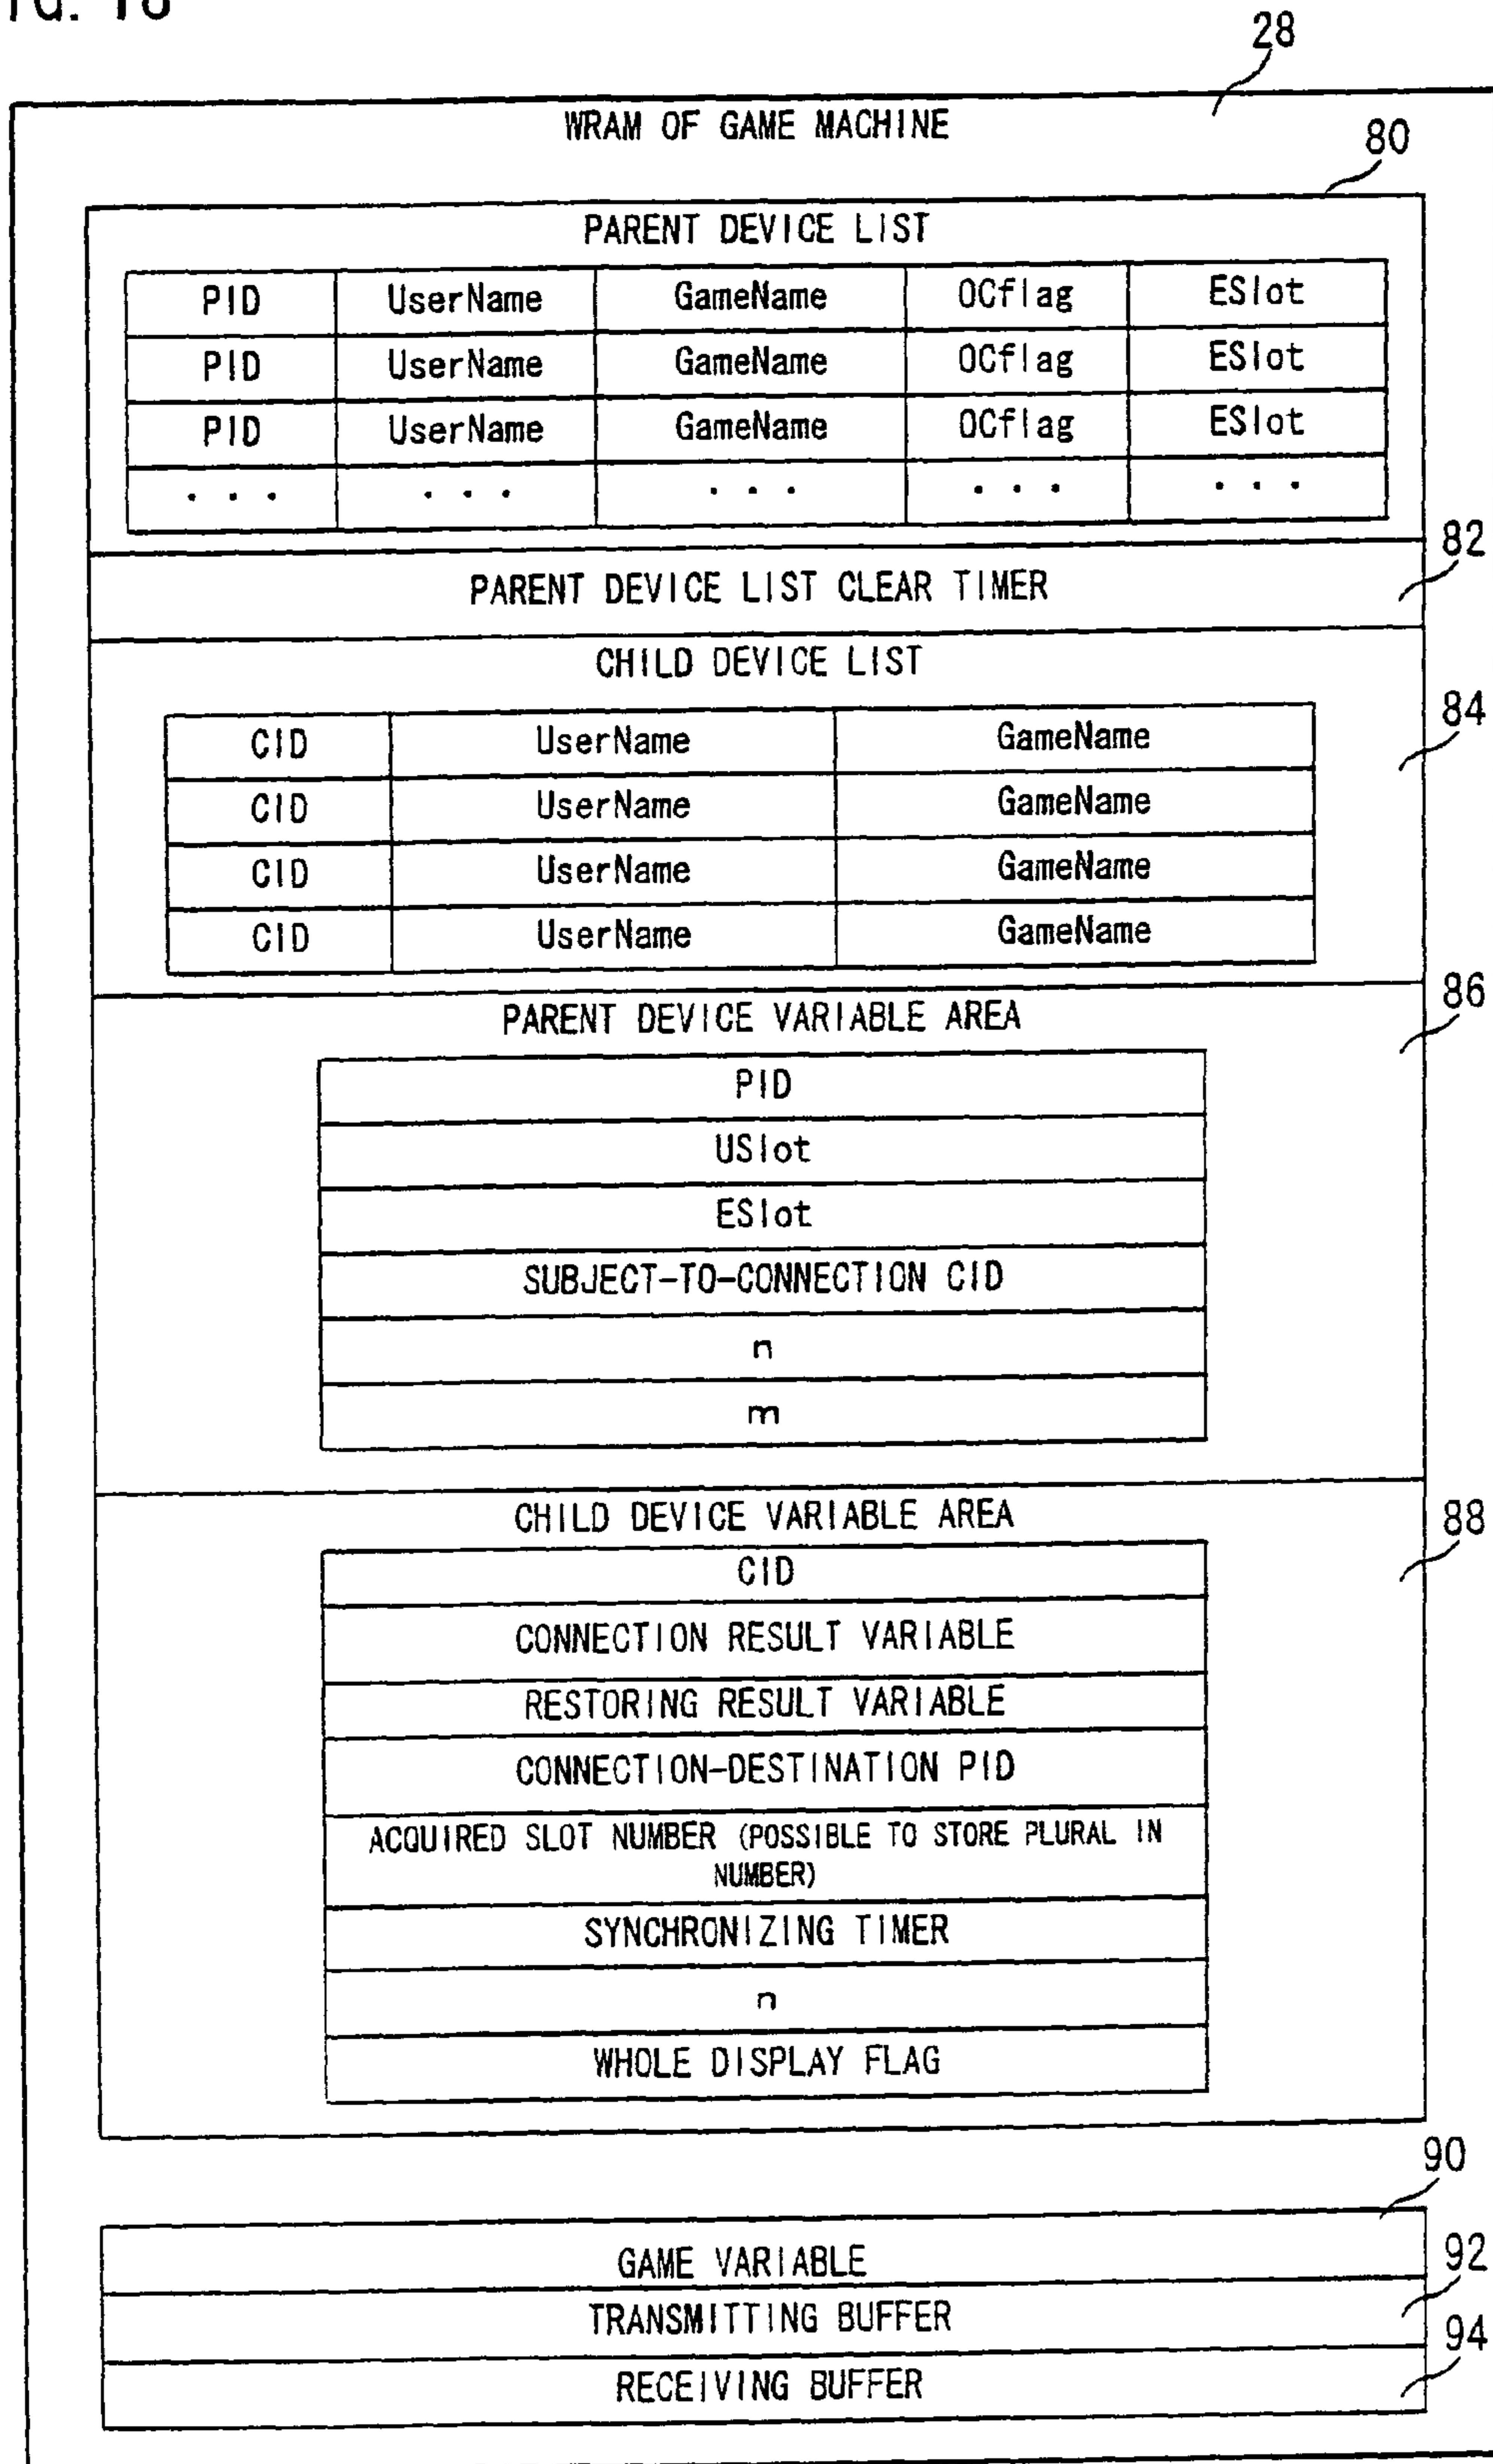 28
WRAM OF GAME MACHINE
80
PARENT DEVICE LIST
PID UserName GameName OCflag ESlot
PID UserName GameName OCflag ESlot
PID UserName GameName OCflag ESlot
... ... ... ... ...
82
PARENT DEVICE LIST CLEAR TIMER
CHILD DEVICE LIST
84
CID UserName GameName
CID UserName GameName
CID UserName GameName
CID UserName GameName
86
PARENT DEVICE VARIABLE AREA
PID
USlot
ESlot
SUBJECT-TO-CONNECTION CID
n
m
88
CHILD DEVICE VARIABLE AREA
CID
CONNECTION RESULT VARIABLE
RESTORING RESULT VARIABLE
CONNECTION-DESTINATION PID
ACQUIRED SLOT NUMBER (POSSIBLE TO STORE PLURAL IN
NUMBER)
SYNCHRONIZING TIMER
n
WHOLE DISPLAY FLAG
90
GAME VARIABLE
92
TRANSMITTING BUFFER
94
RECEIVING BUFFER